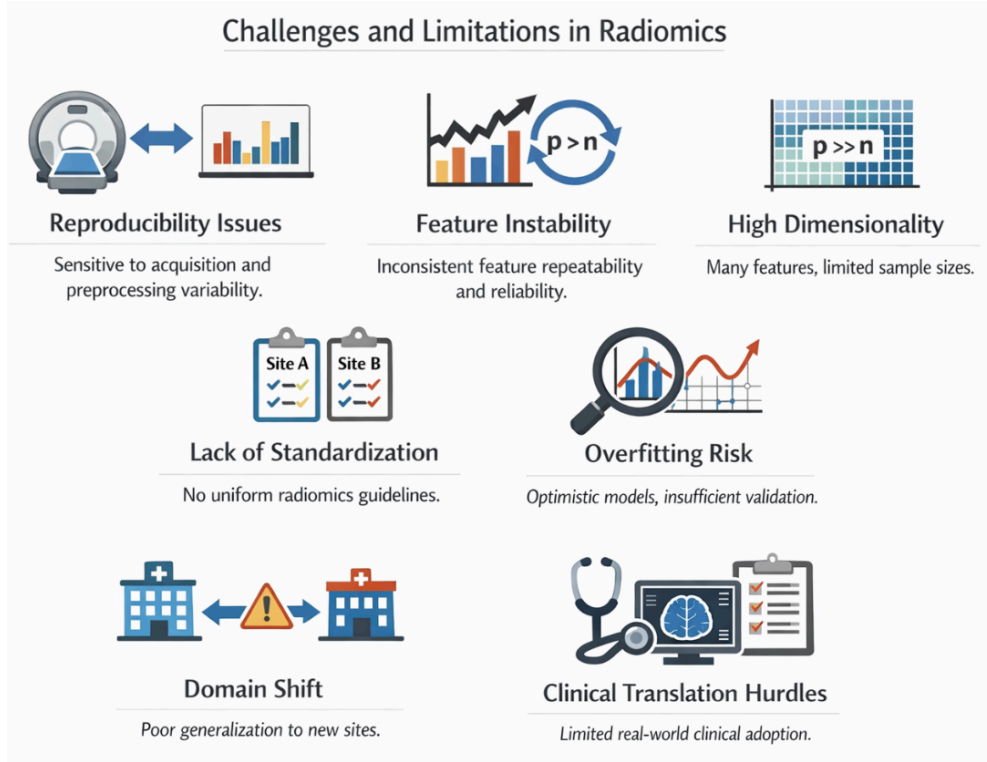 Challenges and Limitations in Radiomics
p > n
p >> n
Reproducibility Issues
Sensitive to acquisition and
preprocessing variability.
Feature Instability
Inconsistent feature repeatability
and reliability.
High Dimensionality
Many features, limited sample sizes.
Site A
Site B
Lack of Standardization
No uniform radiomics guidelines.
Overfitting Risk
Optimistic models, insufficient validation.
Domain Shift
Poor generalization to new sites.
Clinical Translation Hurdles
Limited real-world clinical adoption.